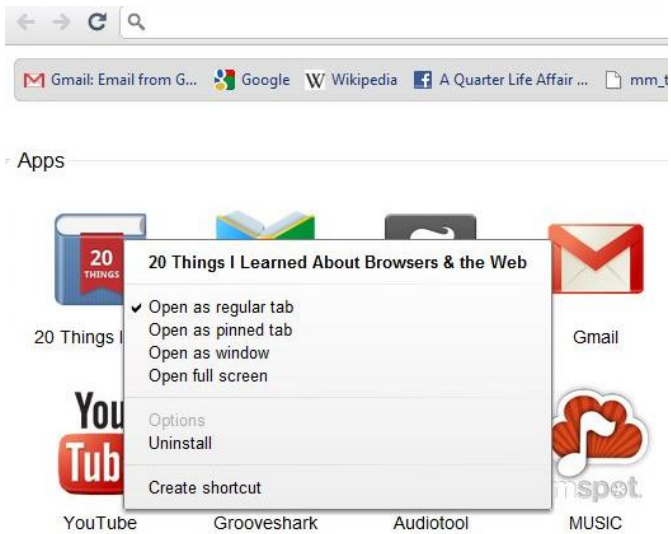 Gmail: Email from G... Google W Wikipedia A Quarter Life Affair ... mm_t
Apps
20 THINGS
20 Things I Learned About Browsers & the Web
Open as regular tab
Open as pinned tab
Open as window
Open full screen
20 Things I
Gmail
Options
Uninstall
Create shortcut
You
Tub
mspot.
YouTube Grooveshark Audiotool MUSIC